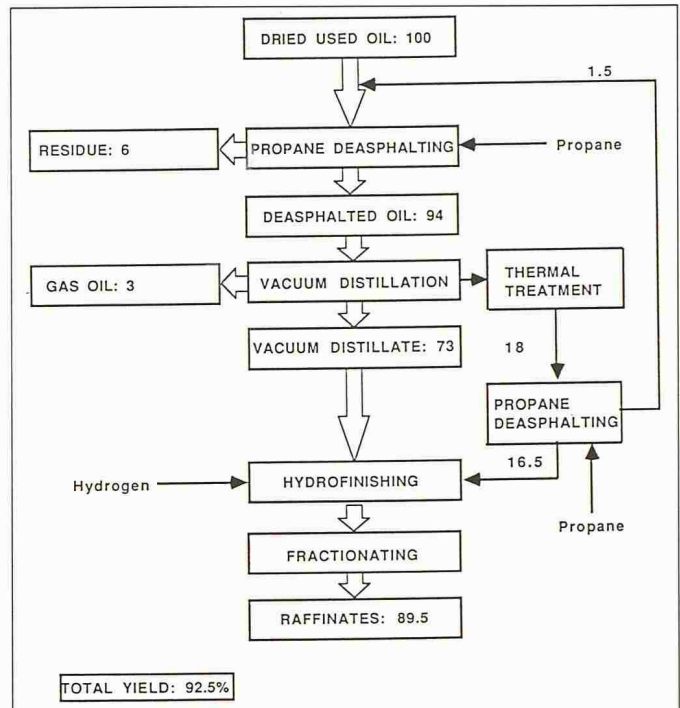 DRIED USED OIL: 100
1.5
RESIDUE: 6
PROPANE DEASPHALTING
Propane
DEASPHALTED OIL: 94
GAS OIL: 3
VACUUM DISTILLATION
THERMAL
TREATMENT
VACUUM DISTILLATE: 73
18
PROPANE
DEASPHALTING
16.5
Hydrogen
HYDROFINISHING
Propane
FRACTIONATING
RAFFINATES: 89.5
TOTAL YIELD: 92.5%